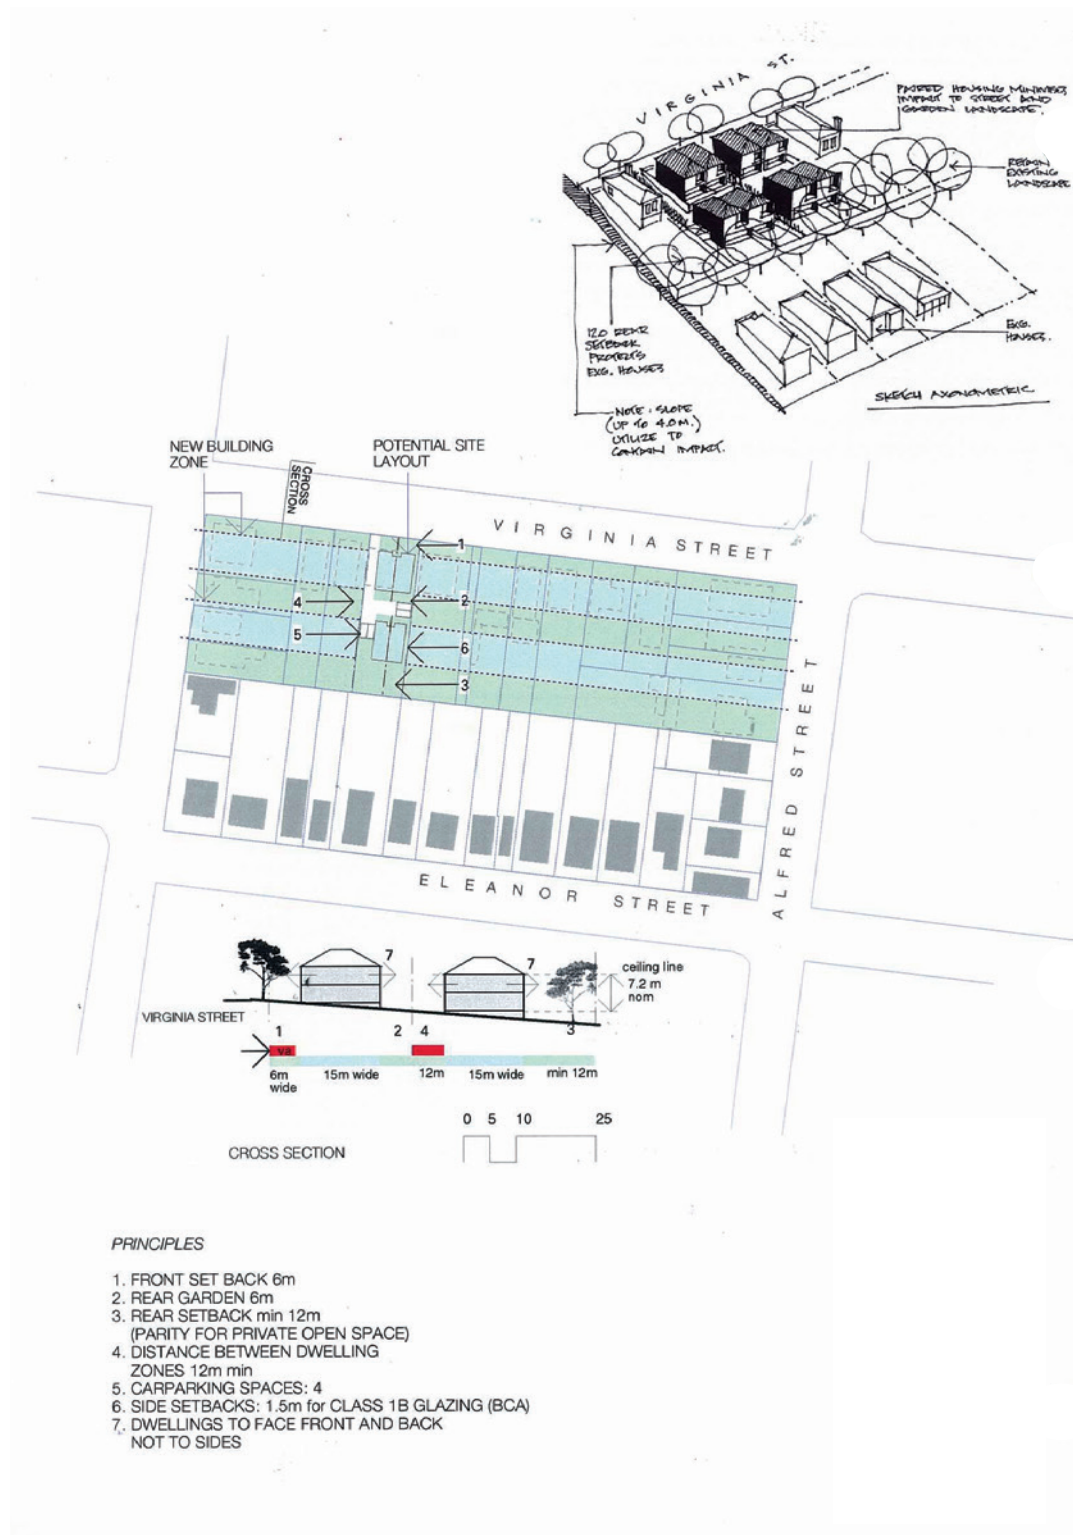 VIRGINIA ST.
PAIRED HOUSING MINIMISES
IMPACT TO STREET AND
GARDEN LANDSCAPE.
RETAIN
EXISTING
LANDSCAPE
12.0 REAR
SETBACK
PROTECTS
EXG. HOUSES
EXG.
HOUSES.
SKETCH AXONOMETRIC
NOTE: SLOPE
(UP TO 4.0M.)
UTILIZE TO
CONTAIN IMPACT.
NEW BUILDING
ZONE
CROSS
SECTION
POTENTIAL SITE
LAYOUT
VIRGINIA STREET
1
4
2
5
6
3
ALFRED STREET
ELEANOR STREET
7
7
ceiling line
7.2 m
nom
VIRGINIA STREET
1
2
4
3
va
6m
wide
15m wide
12m
15m wide
min 12m
0 5 10 25
CROSS SECTION
PRINCIPLES
1. FRONT SET BACK 6m
2. REAR GARDEN 6m
3. REAR SETBACK min 12m
(PARITY FOR PRIVATE OPEN SPACE)
4. DISTANCE BETWEEN DWELLING
ZONES 12m min
5. CARPARKING SPACES: 4
6. SIDE SETBACKS: 1.5m for CLASS 1B GLAZING (BCA)
7. DWELLINGS TO FACE FRONT AND BACK
NOT TO SIDES